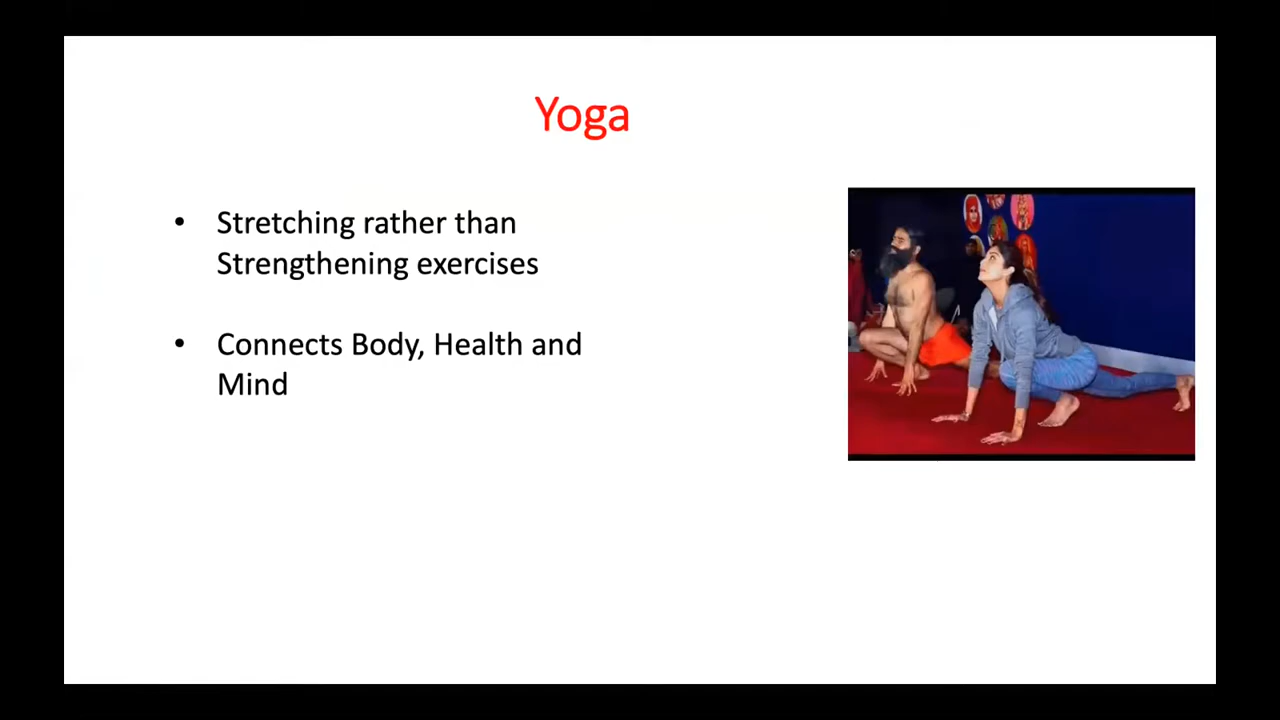 Yoga
• Stretching rather than
Strengthening exercises
• Connects Body, Health and
Mind